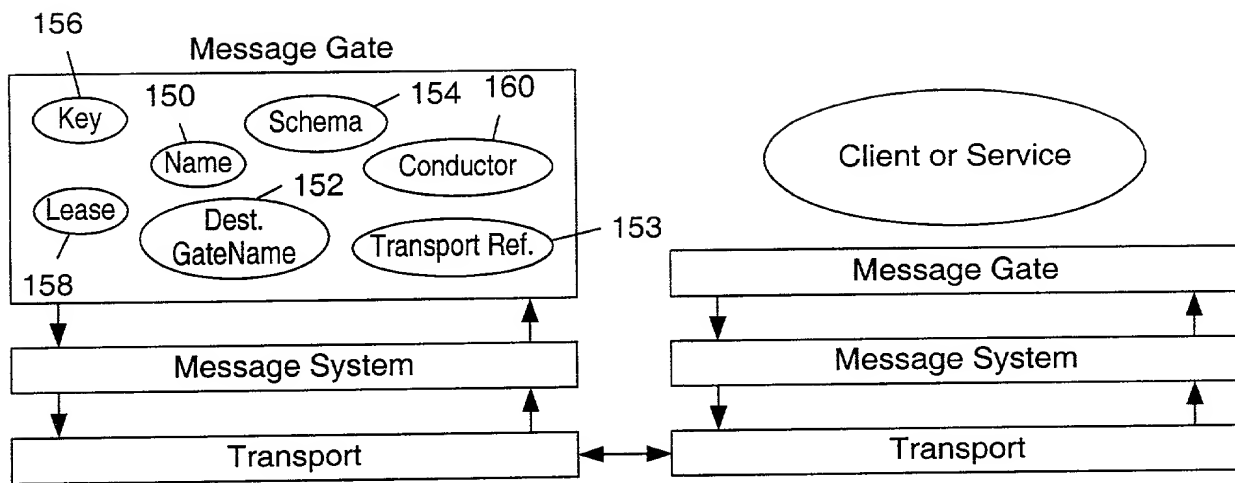 156
Message Gate
150
154
160
Key
Schema
Name
Conductor
Client or Service
152
Lease
Dest.
GateName
Transport Ref.
153
158
Message Gate
Message System
Message System
Transport
Transport